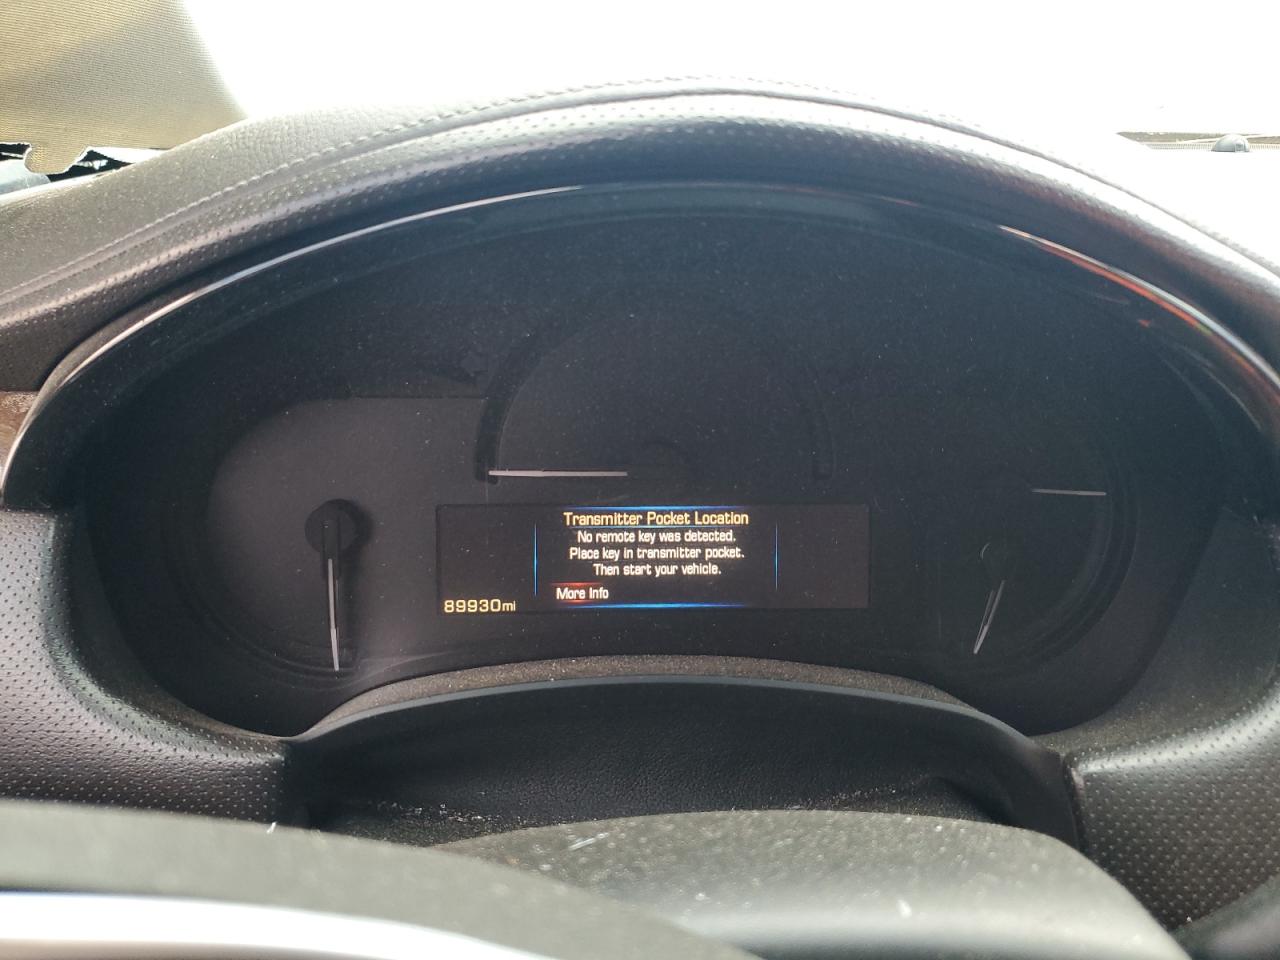 Transmitter Pocket Location
No remote key was detected.
Place key in transmitter pocket.
Then start your vehicle.
More Info
89930mi